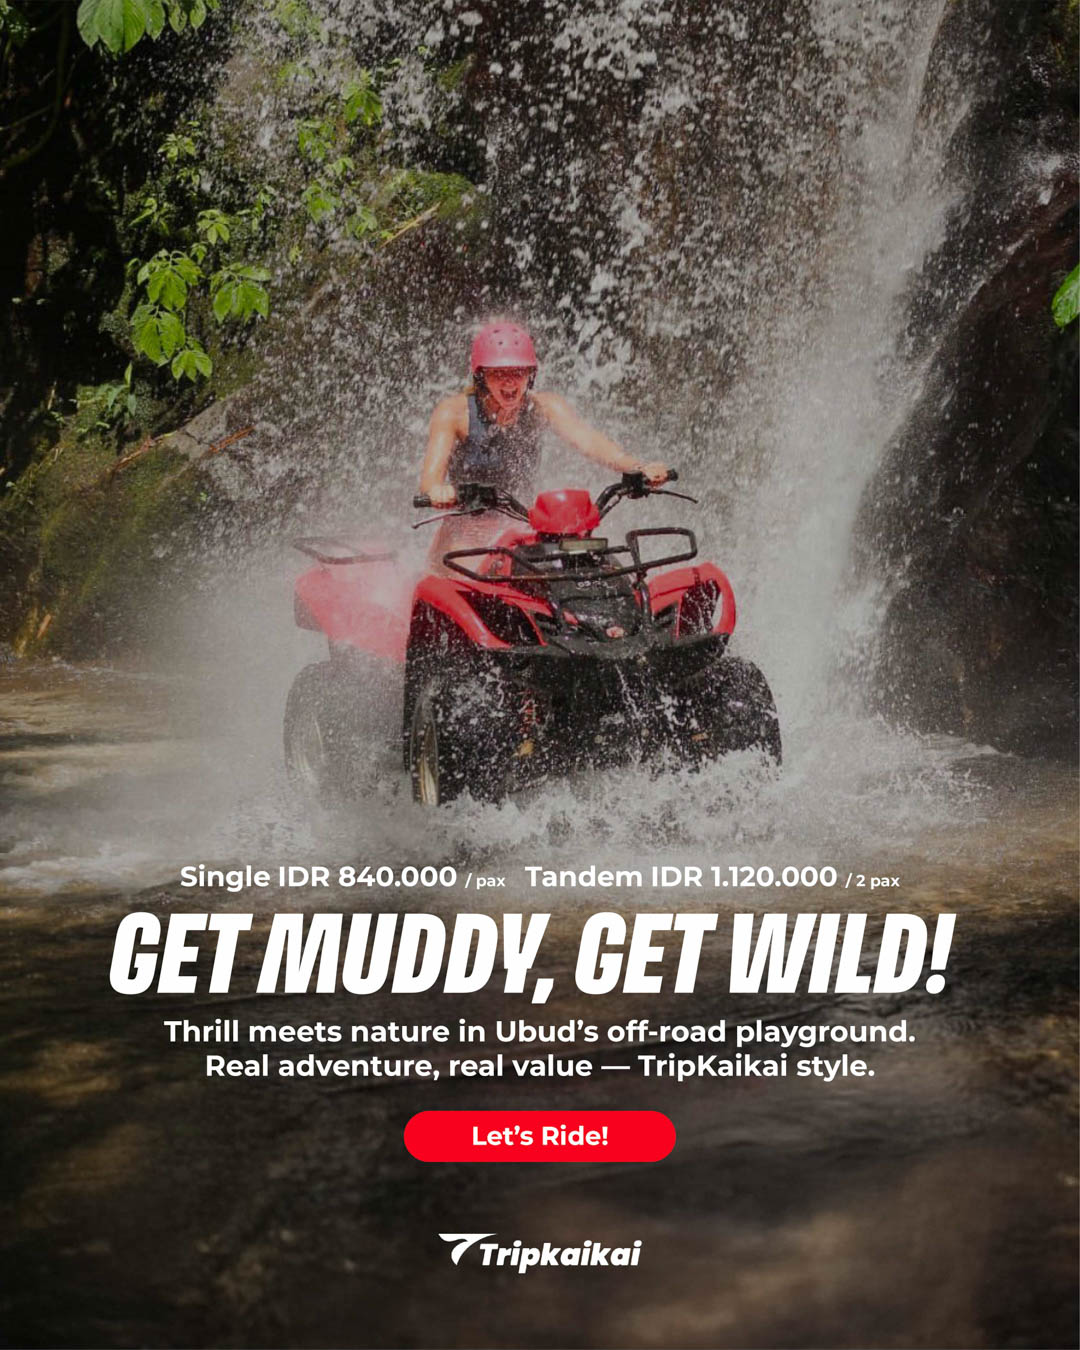 Single IDR 840.000 / pax Tandem IDR 1.120.000 / 2 pax
GET MUDDY, GET WILD!
Thrill meets nature in Ubud’s off-road playground.
Real adventure, real value — TripKaikai style.
Let’s Ride!
Tripkaikai